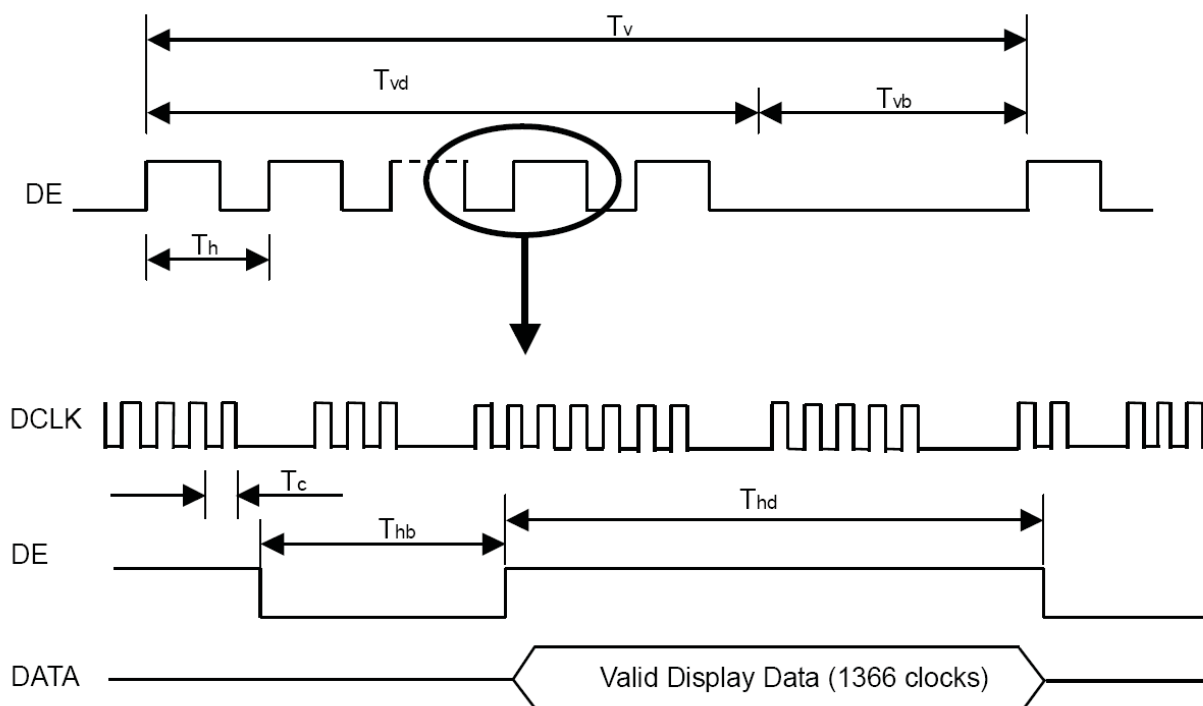 Tv
Tvd
Tvb
DE
Th
DCLK
Tc
Thd
Thb
DE
DATA
Valid Display Data (1366 clocks)